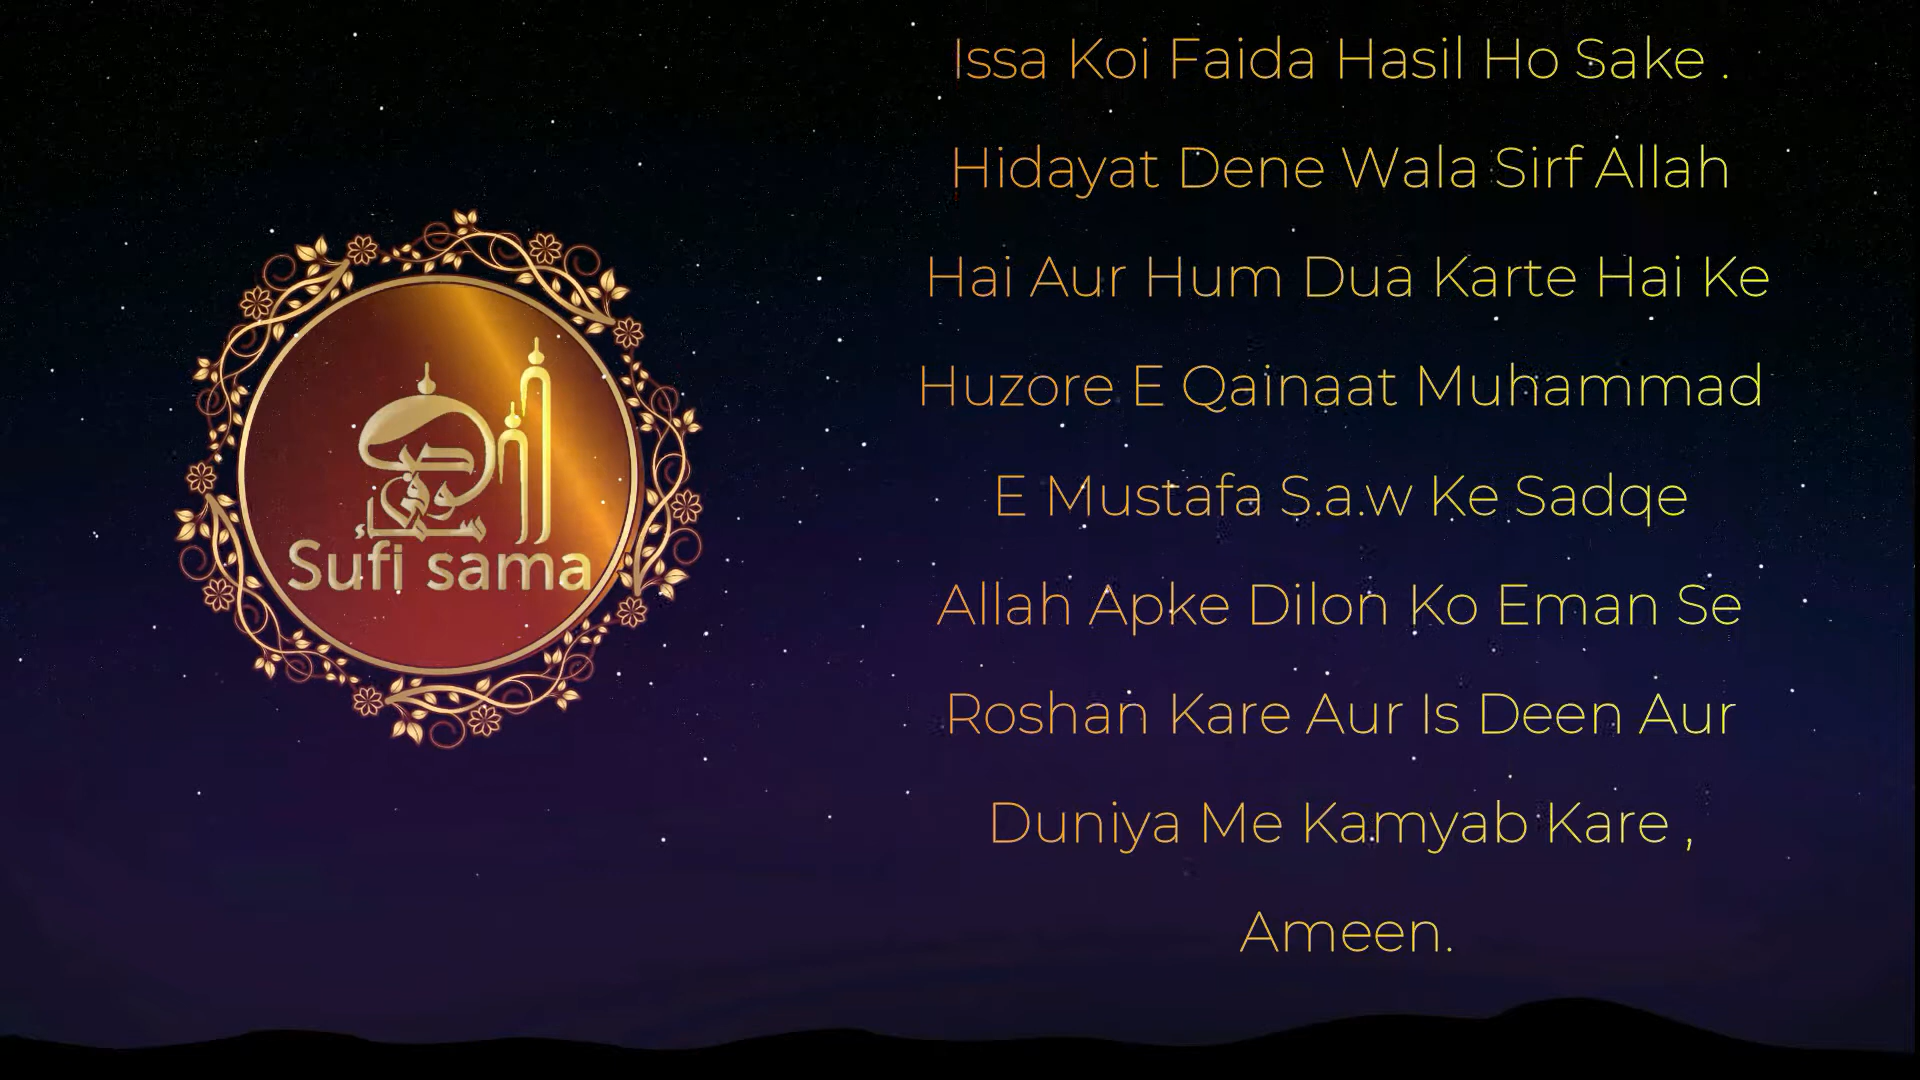 صوفی
سماء
Sufi sama
Issa Koi Faida Hasil Ho Sake .
Hidayat Dene Wala Sirf Allah
Hai Aur Hum Dua Karte Hai Ke
Huzore E Qainaat Muhammad
E Mustafa S.a.w Ke Sadqe
Allah Apke Dilon Ko Eman Se
Roshan Kare Aur Is Deen Aur
Duniya Me Kamyab Kare ,
Ameen.